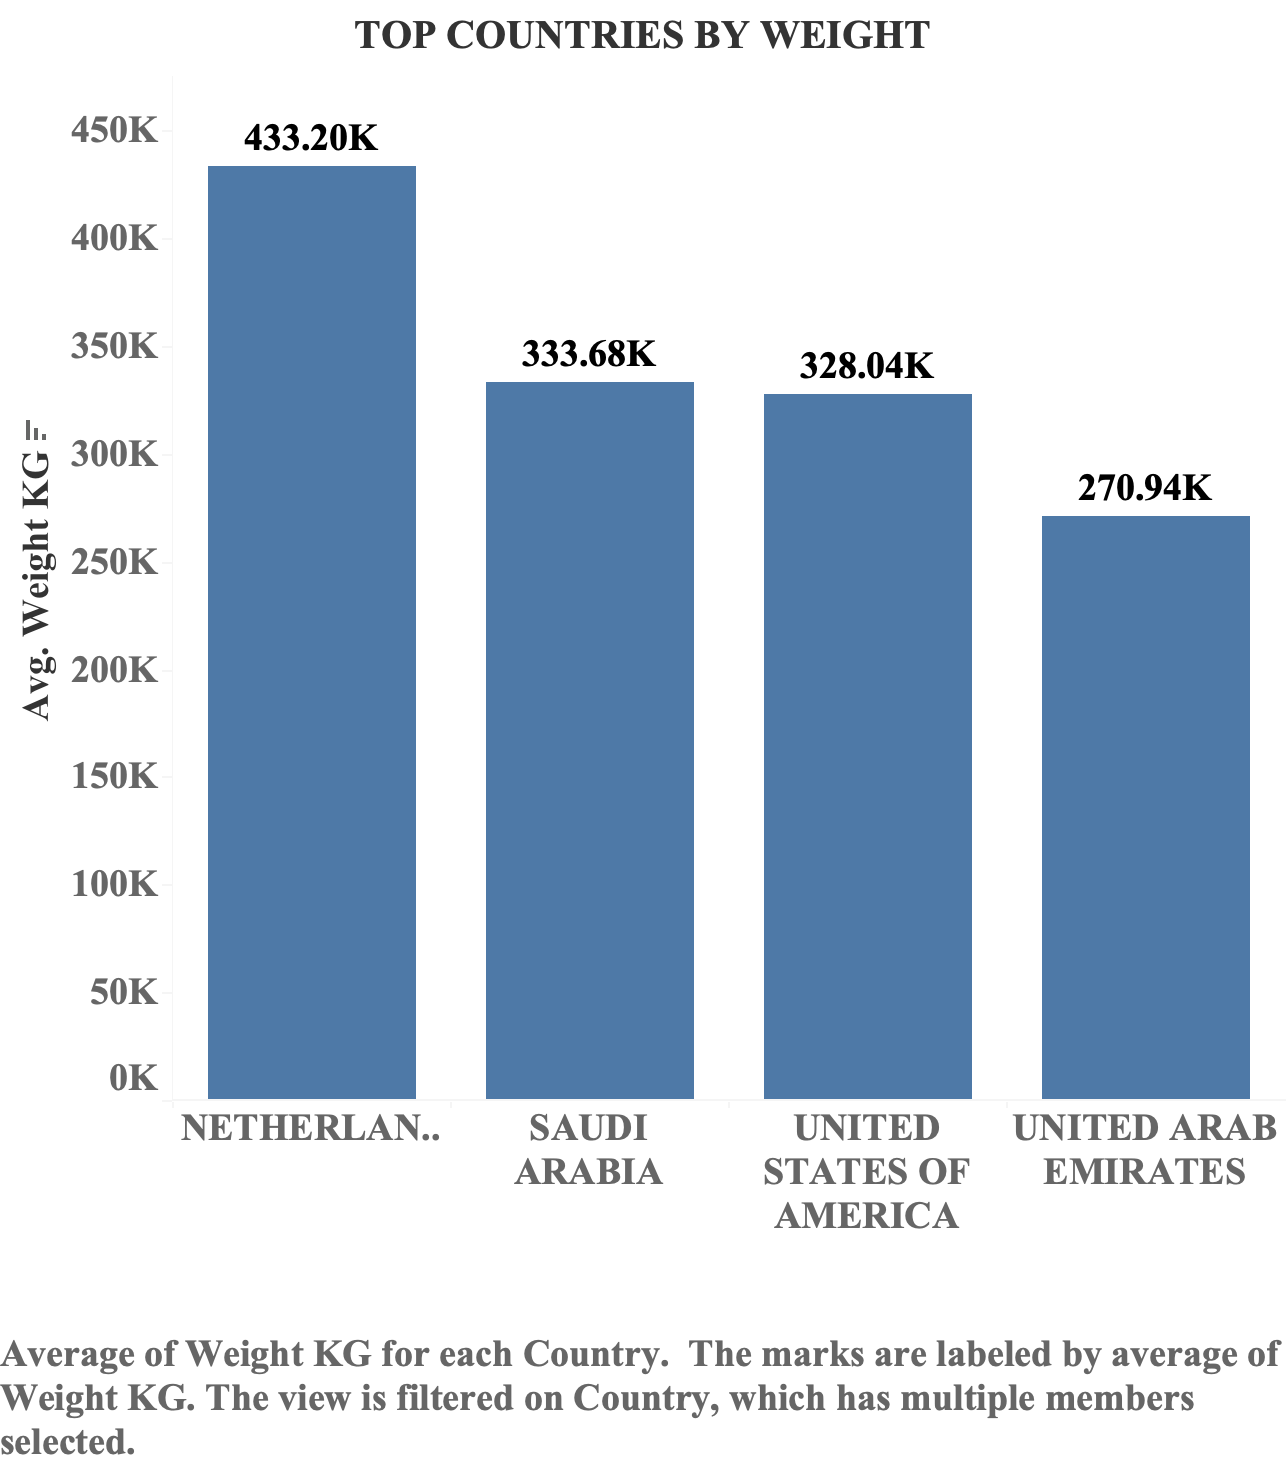 TOP COUNTRIES BY WEIGHT
450K
400K
350K
300K
250K
200K
150K
100K
50K
0K
Avg. Weight KG
433.20K
333.68K
328.04K
270.94K
NETHERLAN..
SAUDI
ARABIA
UNITED
STATES OF
AMERICA
UNITED ARAB
EMIRATES
Average of Weight KG for each Country.  The marks are labeled by average of
Weight KG. The view is filtered on Country, which has multiple members
selected.